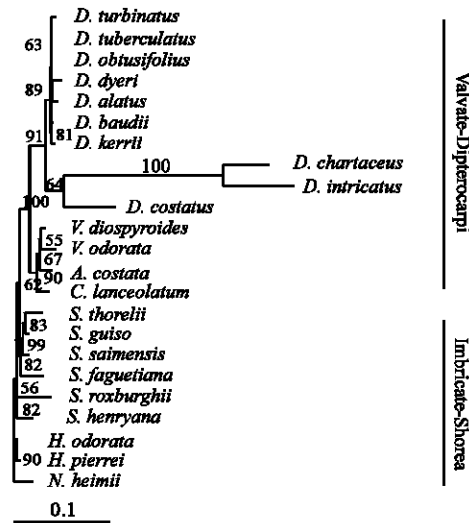 D. turbinatus
63
D. tuberculatus
D. obtusifolius
89
D. dyeri
D. alatus
91
81
D. baudii
D. kerrii
100
D. chartaceus
64
D. intricatus
100
D. costatus
V. diospyroides
55
V. odorata
67
90
A. costata
62
C. lanceolatum
S. thorelii
83
S. guiso
99
S. saimensis
82
S. faguetiana
56
S. roxburghii
82
S. henryana
H. odorata
90
H. pierrei
N. heimii
0.1
Valvate-Dipterocarpi
Imbricate-Shorea